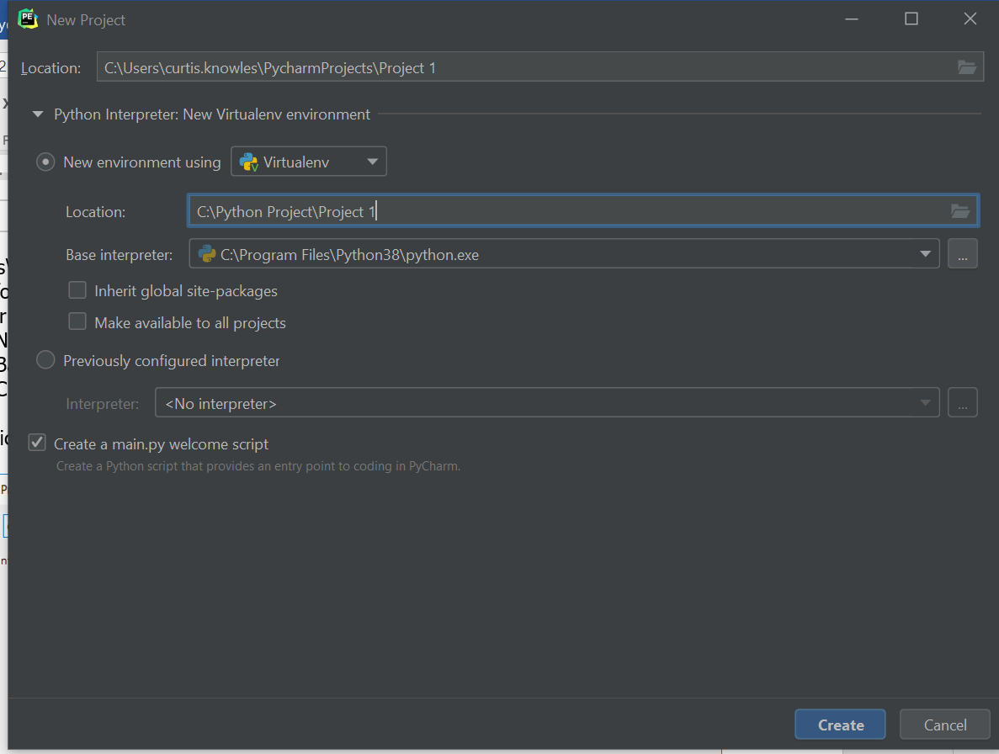 PE New Project
Location: C:\Users\curtis.knowles\PycharmProjects\Project 1
Python Interpreter: New Virtualenv environment
New environment using Virtualenv
Location: C:\Python Project\Project 1
Base interpreter: C:\Program Files\Python38\python.exe ...
Inherit global site-packages
Make available to all projects
Previously configured interpreter
Interpreter: <No interpreter> ...
Create a main.py welcome script
Create a Python script that provides an entry point to coding in PyCharm.
Create Cancel